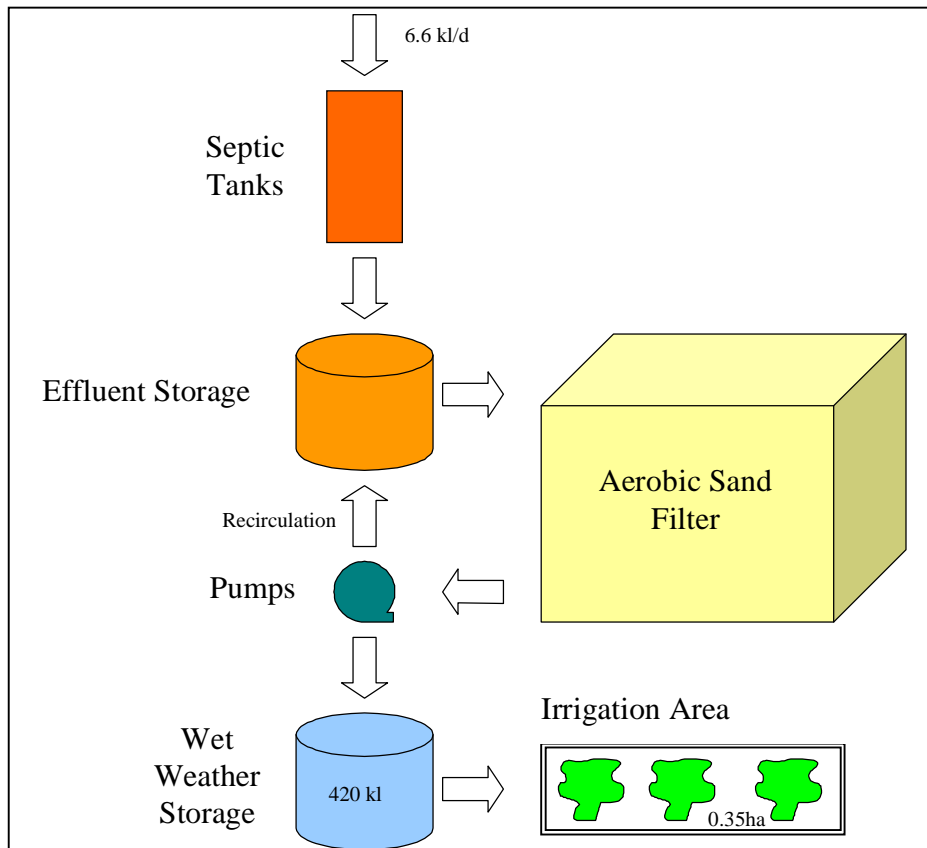 6.6 kl/d
Septic
Tanks
Effluent Storage
Aerobic Sand
Filter
Recirculation
Pumps
Irrigation Area
Wet
Weather
Storage
420 kl
0.35ha